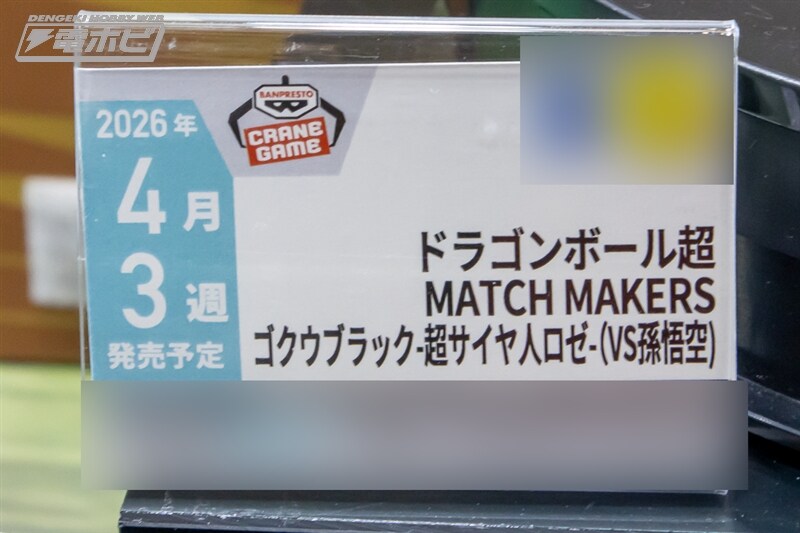 DENGEKI HOBBY WEB
電ホビ
BANPRESTO
CRANE
GAME
2026年
4月
3週
発売予定
ドラゴンボール超
MATCH MAKERS
ゴクウブラック-超サイヤ人ロゼ-(VS孫悟空)